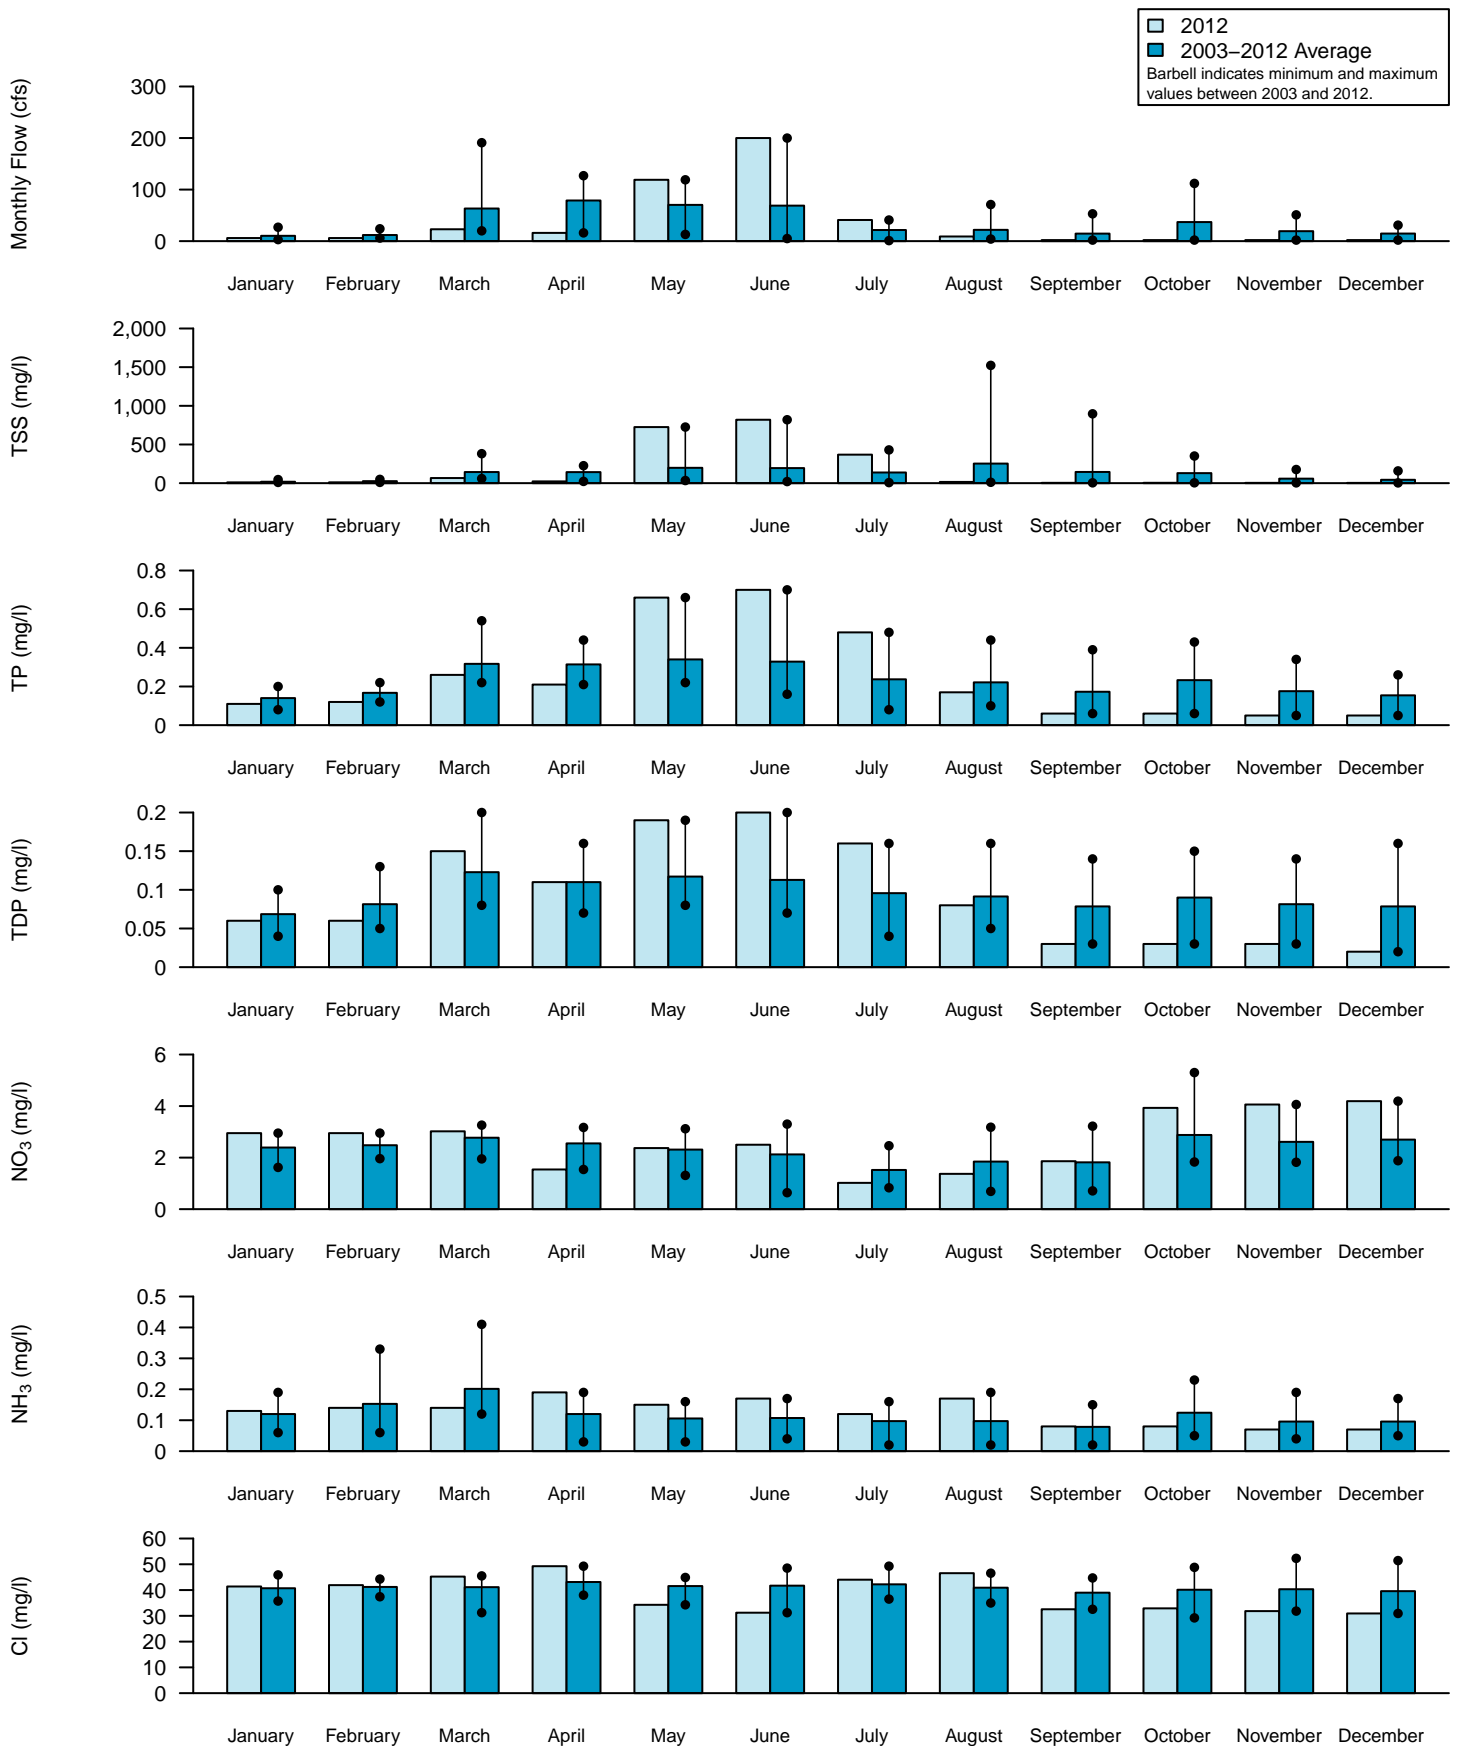 2012
2003–2012 Average
Barbell indicates minimum and maximum
values between 2003 and 2012.
Monthly Flow (cfs)
300
200
100
0
January February March April May June July August September October November December
TSS (mg/l)
2,000
1,500
1,000
500
0
January February March April May June July August September October November December
TP (mg/l)
0.8
0.6
0.4
0.2
0
January February March April May June July August September October November December
TDP (mg/l)
0.2
0.15
0.1
0.05
0
January February March April May June July August September October November December
NO3 (mg/l)
6
4
2
0
January February March April May June July August September October November December
NH3 (mg/l)
0.5
0.4
0.3
0.2
0.1
0
January February March April May June July August September October November December
Cl (mg/l)
60
50
40
30
20
10
0
January February March April May June July August September October November December